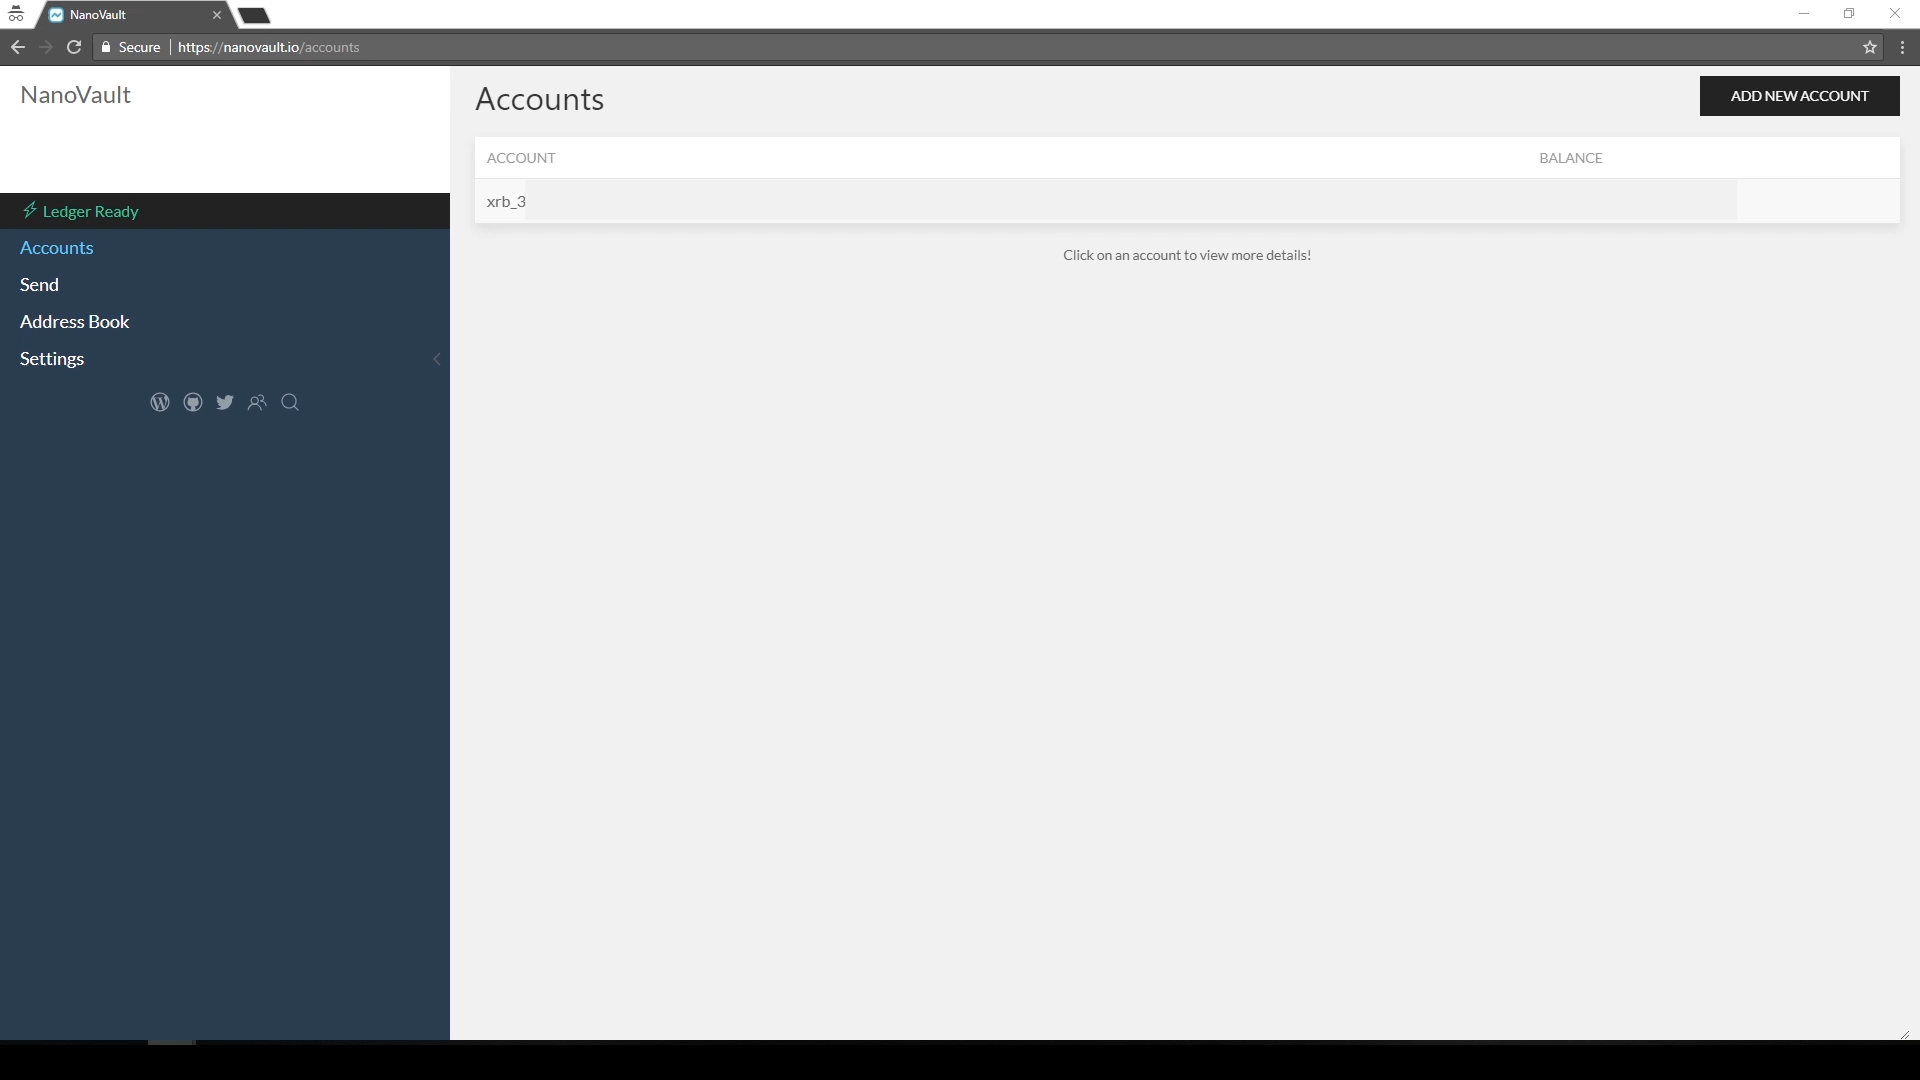 NanoVault
Secure https://nanovault.io/accounts
NanoVault
Accounts
ADD NEW ACCOUNT
ACCOUNT BALANCE
xrb_3
Click on an account to view more details!
Ledger Ready
Accounts
Send
Address Book
Settings